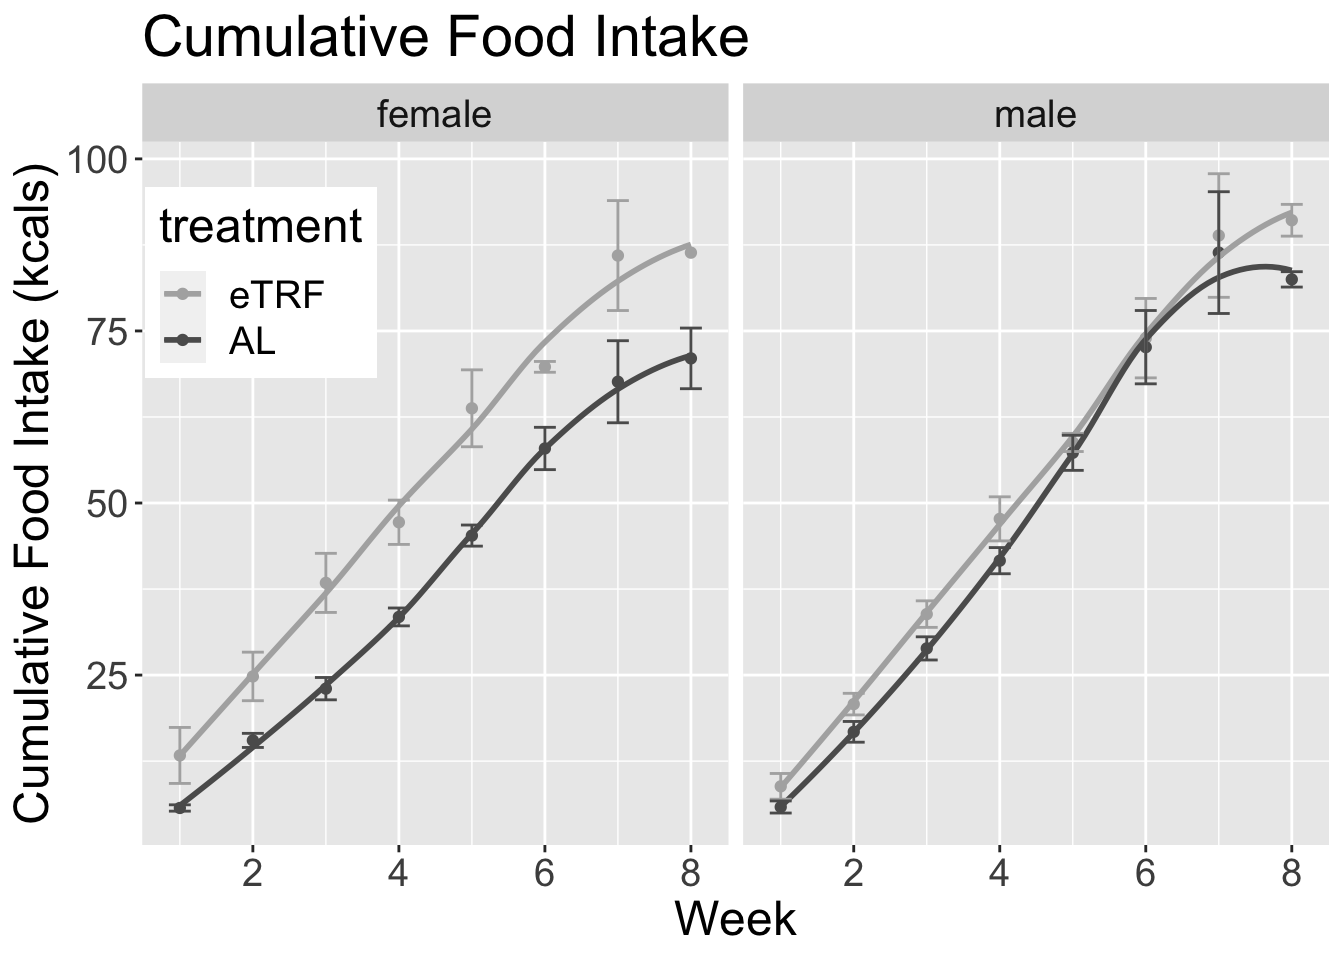 Cumulative Food Intake
female
male
Cumulative Food Intake (kcals)
100
75
50
25
treatment
eTRF
AL
2 4 6 8 2 4 6 8
Week